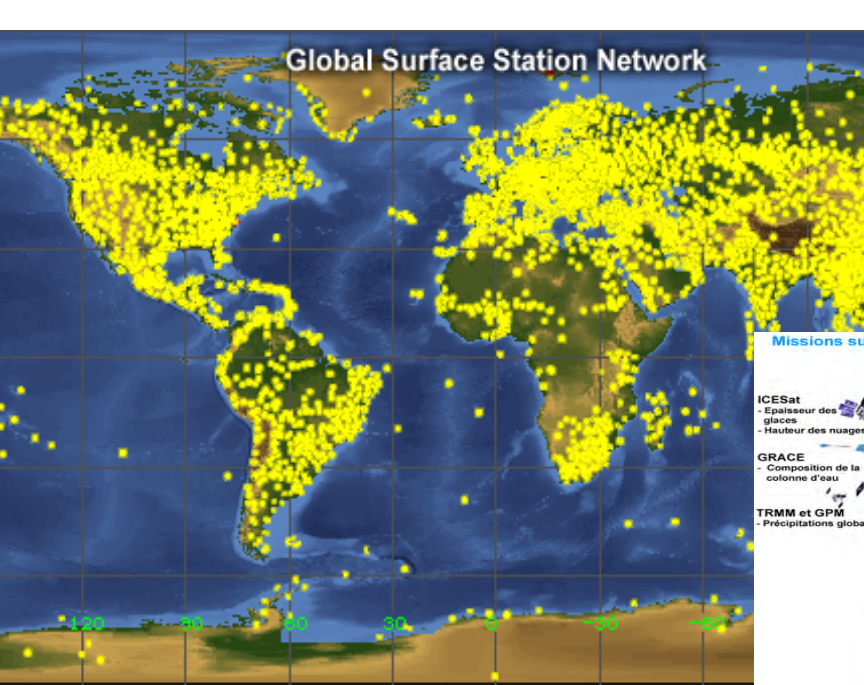 Global Surface Station Network
Missions su
ICESat
- Epaisseur des
glaces
- Hauteur des nuages
GRACE
- Composition de la
colonne d'eau
TRMM et GPM
- Précipitations globa
120 90 60 30 0 -30 -60